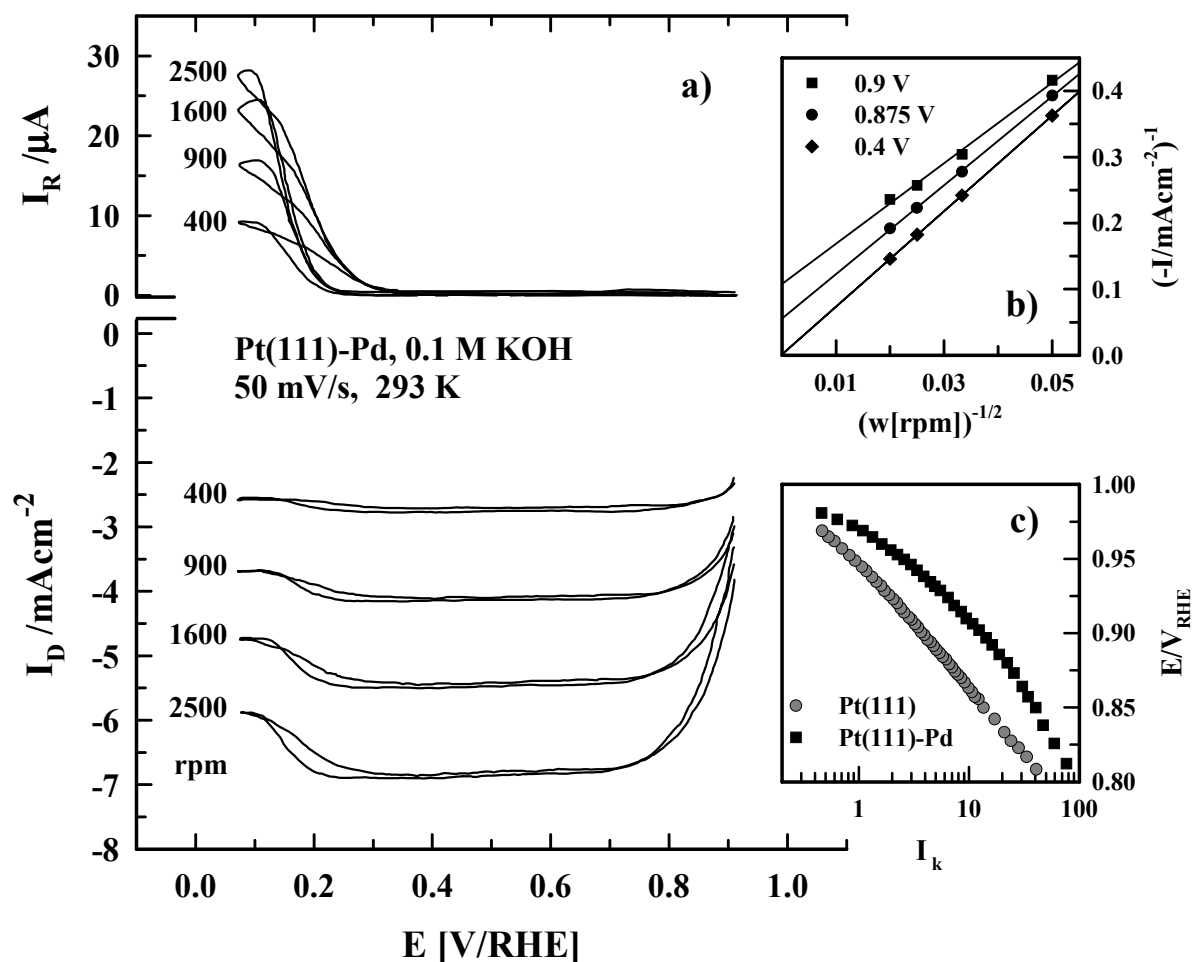 a)
I_R /μA
30
20
10
0
2500
1600
900
400
Pt(111)-Pd, 0.1 M KOH
50 mV/s, 293 K
I_D /mAcm^-2
0
-1
-2
-3
-4
-5
-6
-7
-8
400
900
1600
2500
rpm
0.0 0.2 0.4 0.6 0.8 1.0
E [V/RHE]
b)
0.9 V
0.875 V
0.4 V
0.4
0.3
0.2
0.1
0.0
(-I/mAcm^-2)^-1
0.01 0.03 0.05
(w[rpm])^-1/2
c)
1.00
0.95
0.90
0.85
0.80
E/V_RHE
Pt(111)
Pt(111)-Pd
1 10 100
I_k